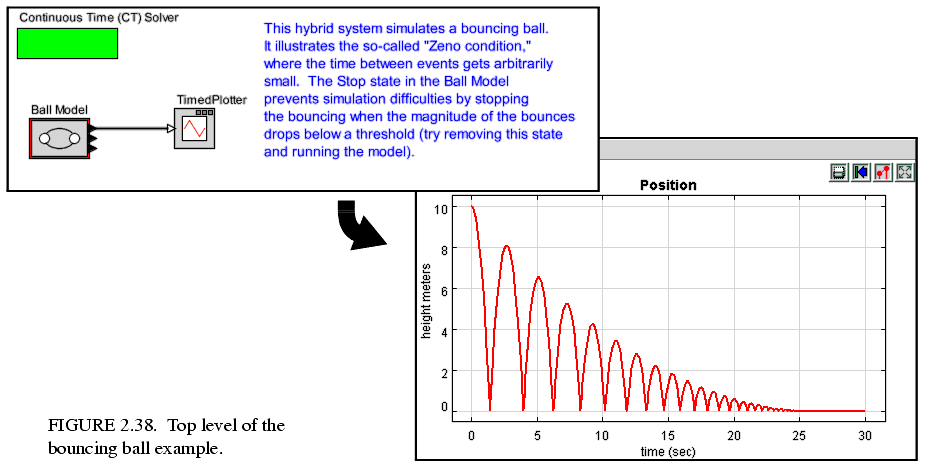 Continuous Time (CT) Solver
This hybrid system simulates a bouncing ball.
It illustrates the so-called "Zeno condition,"
where the time between events gets arbitrarily
small.  The Stop state in the Ball Model
prevents simulation difficulties by stopping
the bouncing when the magnitude of the bounces
drops below a threshold (try removing this state
and running the model).
Ball Model
TimedPlotter
Position
height meters
10
8
6
4
2
0
0 5 10 15 20 25 30
time (sec)
FIGURE 2.38.  Top level of the
bouncing ball example.